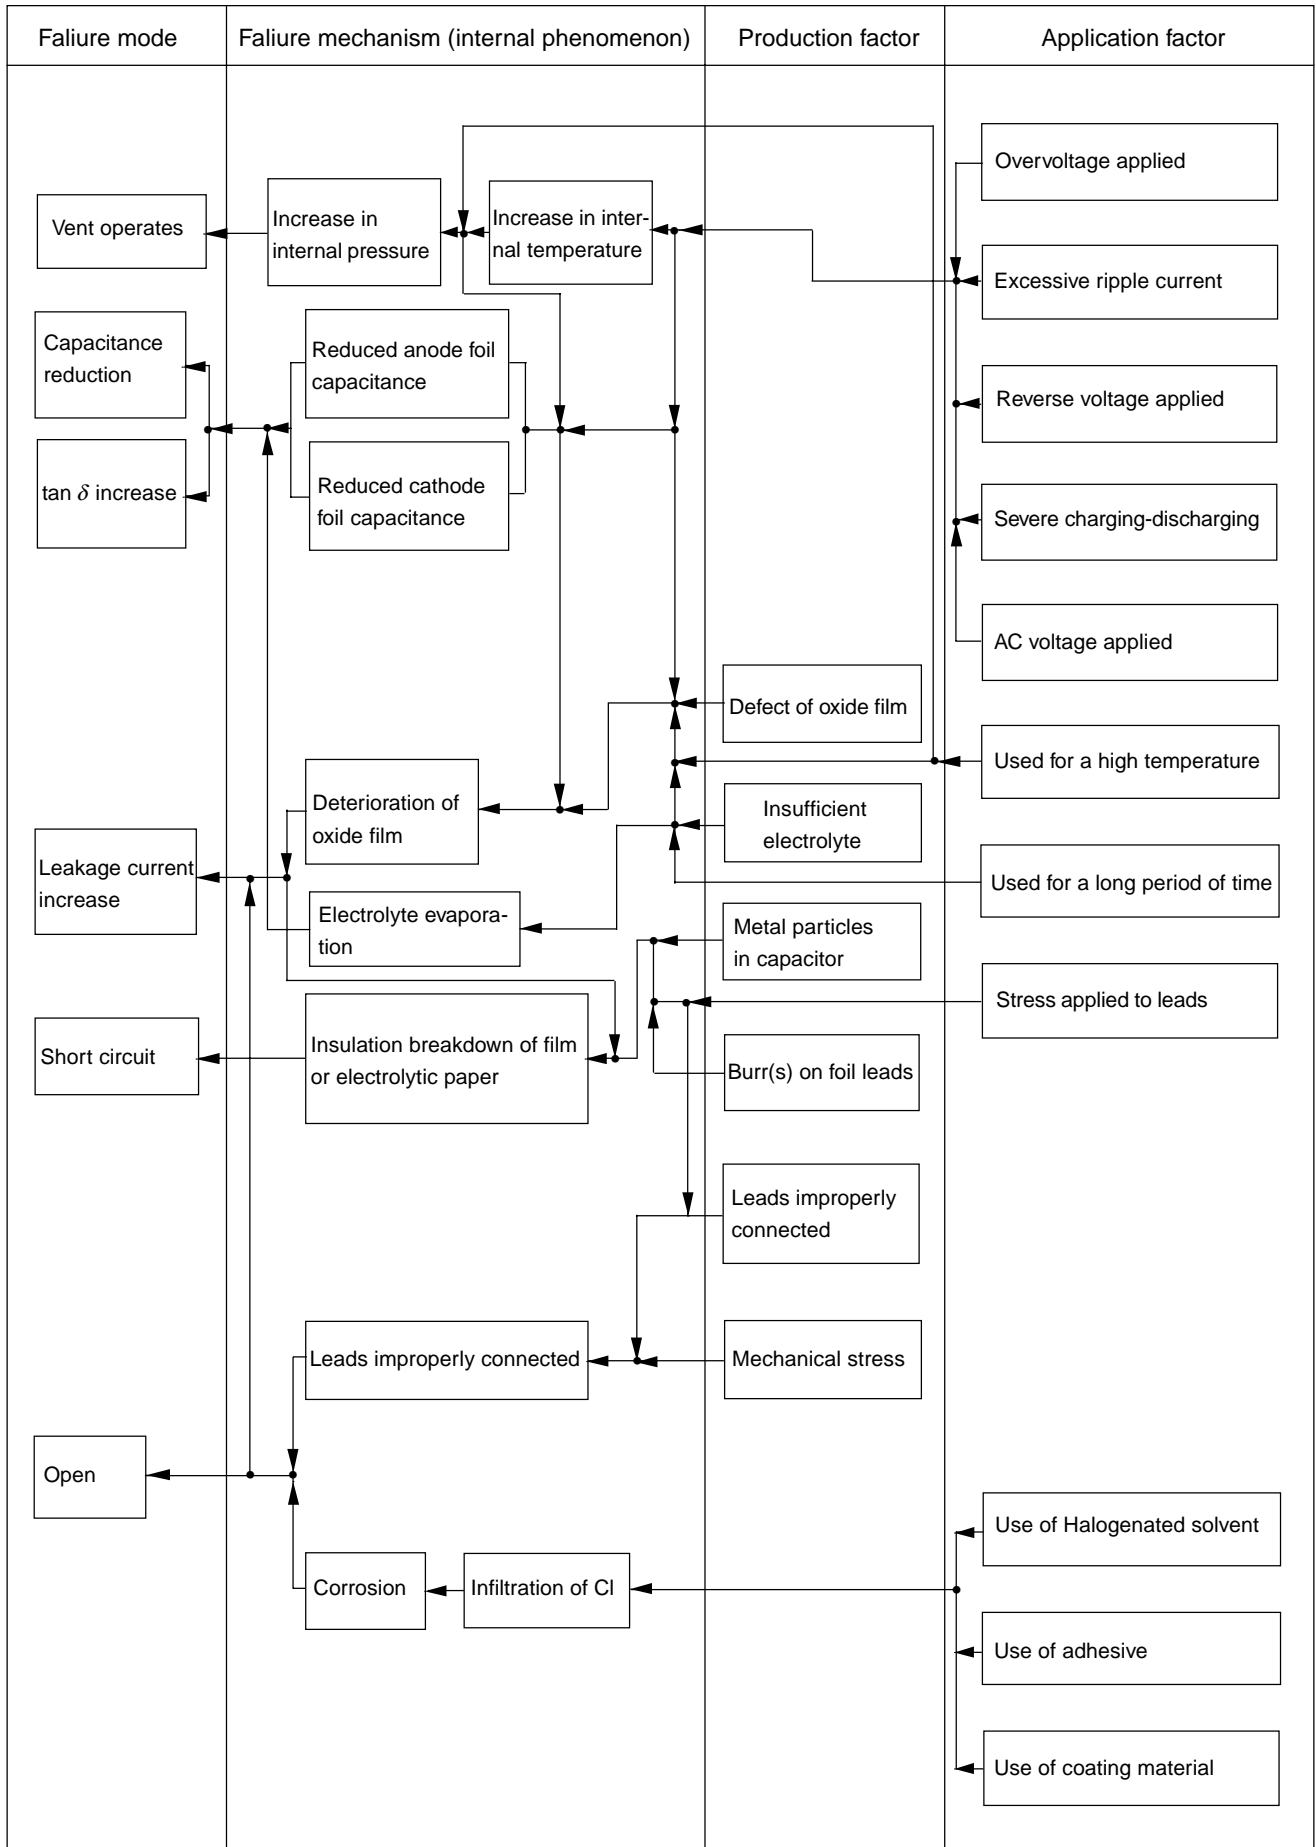 Faliure mode
Faliure mechanism (internal phenomenon)
Production factor
Application factor
Overvoltage applied
Vent operates
Increase in
internal pressure
Increase in inter-
nal temperature
Excessive ripple current
Capacitance
reduction
Reduced anode foil
capacitance
Reverse voltage applied
tan δ increase
Reduced cathode
foil capacitance
Severe charging-discharging
AC voltage applied
Defect of oxide film
Used for a high temperature
Deterioration of
oxide film
Insufficient
electrolyte
Leakage current
increase
Used for a long period of time
Electrolyte evapora-
tion
Metal particles
in capacitor
Stress applied to leads
Short circuit
Insulation breakdown of film
or electrolytic paper
Burr(s) on foil leads
Leads improperly
connected
Leads improperly connected
Mechanical stress
Open
Use of Halogenated solvent
Corrosion
Infiltration of Cl
Use of adhesive
Use of coating material